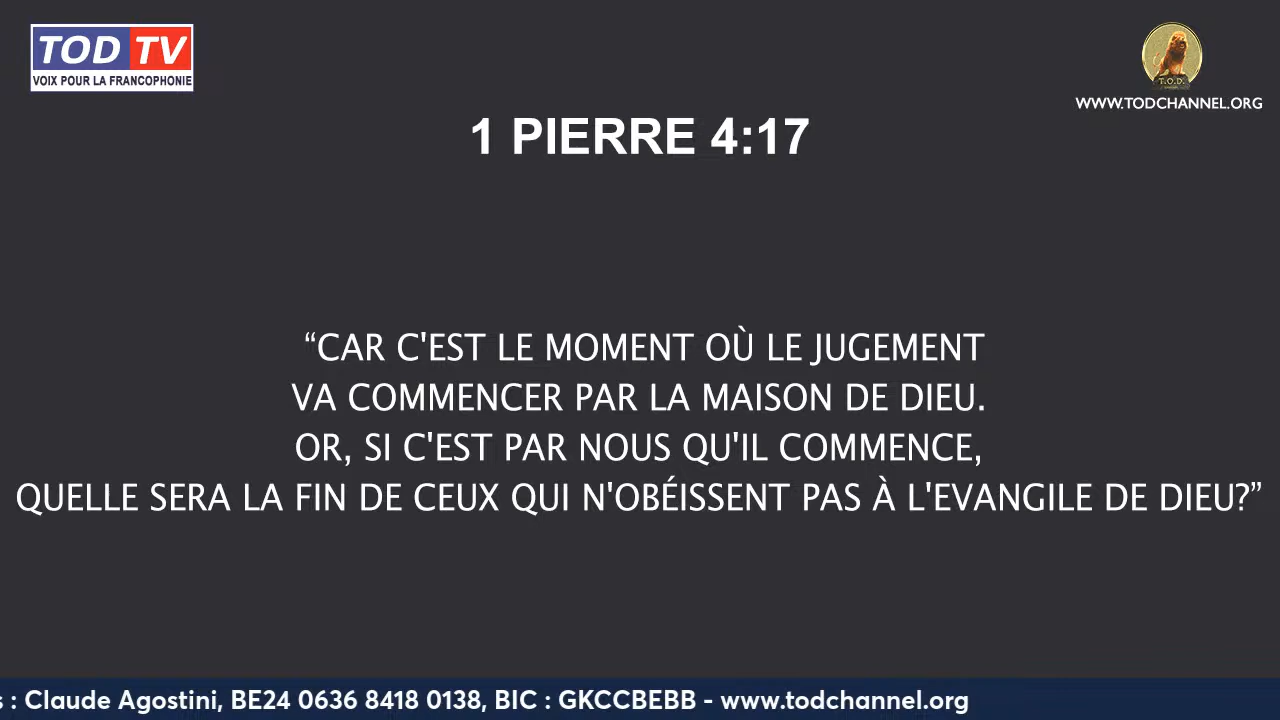 TOD TV
VOIX POUR LA FRANCOPHONIE
T.O.D.
WWW.TODCHANNEL.ORG
1 PIERRE 4:17
“CAR C'EST LE MOMENT OÙ LE JUGEMENT
VA COMMENCER PAR LA MAISON DE DIEU.
OR, SI C'EST PAR NOUS QU'IL COMMENCE,
QUELLE SERA LA FIN DE CEUX QUI N'OBÉISSENT PAS À L'EVANGILE DE DIEU?”
s : Claude Agostini, BE24 0636 8418 0138, BIC : GKCCBEBB - www.todchannel.org